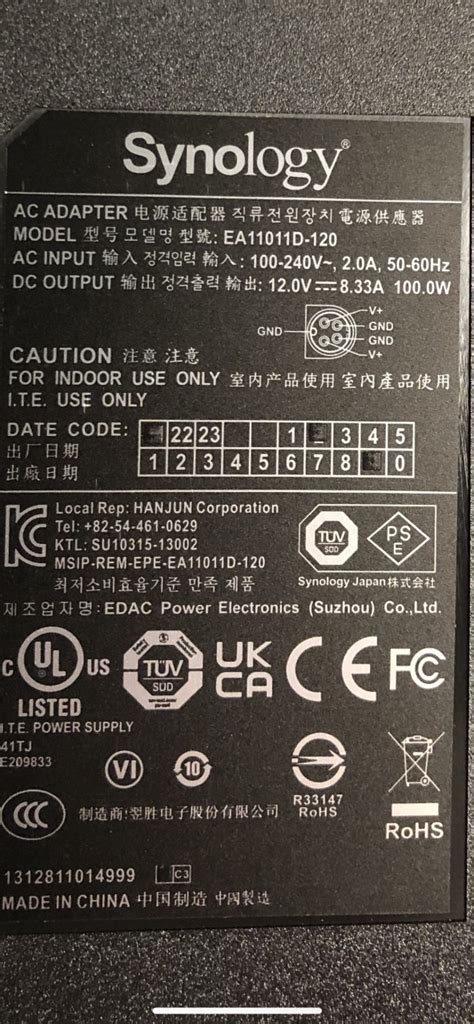 Synology®
AC ADAPTER 电源适配器 직류전원장치 電源供應器
MODEL 型号 모델명 型號: EA11011D-120
AC INPUT 输入 정격입력 輸入: 100-240V~, 2.0A, 50-60Hz
DC OUTPUT 输出 정격출력 輸出: 12.0V⎓8.33A 100.0W
V+
GND
GND
GND
V+
CAUTION 注意 注意
FOR INDOOR USE ONLY 室内产品使用 室內產品使用
I.T.E. USE ONLY
DATE CODE: 22 23 1 3 4 5
出厂日期
出廠日期
1 2 3 4 5 6 7 8 0
Local Rep: HANJUN Corporation
Tel: +82-54-461-0629
KTL: SU10315-13002
MSIP-REM-EPE-EA11011D-120
최저소비효율기준 만족 제품
TÜV
SÜD
PS
E
Synology Japan株式会社
제조업자명: EDAC Power Electronics (Suzhou) Co.,Ltd.
C UL US
LISTED
I.T.E. POWER SUPPLY
41TJ
E209833
TÜV
SÜD
UK
CA
CE
FC
VI
10
R33147
RoHS
RoHS
CCC
制造商:翌胜电子股份有限公司
1312811014999
C3
MADE IN CHINA 中国制造 中國製造